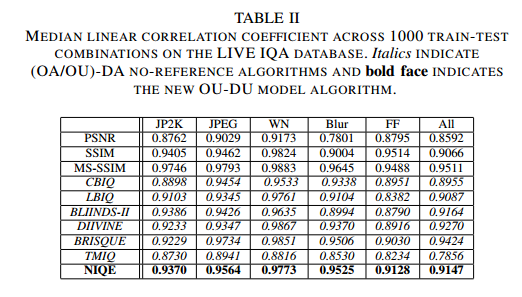 TABLE II
MEDIAN LINEAR CORRELATION COEFFICIENT ACROSS 1000 TRAIN-TEST
COMBINATIONS ON THE LIVE IQA DATABASE. Italics INDICATE
(OA/OU)-DA NO-REFERENCE ALGORITHMS AND bold face INDICATES
THE NEW OU-DU MODEL ALGORITHM.
JP2K JPEG WN Blur FF All
PSNR 0.8762 0.9029 0.9173 0.7801 0.8795 0.8592
SSIM 0.9405 0.9462 0.9824 0.9004 0.9514 0.9066
MS-SSIM 0.9746 0.9793 0.9883 0.9645 0.9488 0.9511
CBIQ 0.8898 0.9454 0.9533 0.9338 0.8951 0.8955
LBIQ 0.9103 0.9345 0.9761 0.9104 0.8382 0.9087
BLIINDS-II 0.9386 0.9426 0.9635 0.8994 0.8790 0.9164
DIIVINE 0.9233 0.9347 0.9867 0.9370 0.8916 0.9270
BRISQUE 0.9229 0.9734 0.9851 0.9506 0.9030 0.9424
TMIQ 0.8730 0.8941 0.8816 0.8530 0.8234 0.7856
NIQE 0.9370 0.9564 0.9773 0.9525 0.9128 0.9147